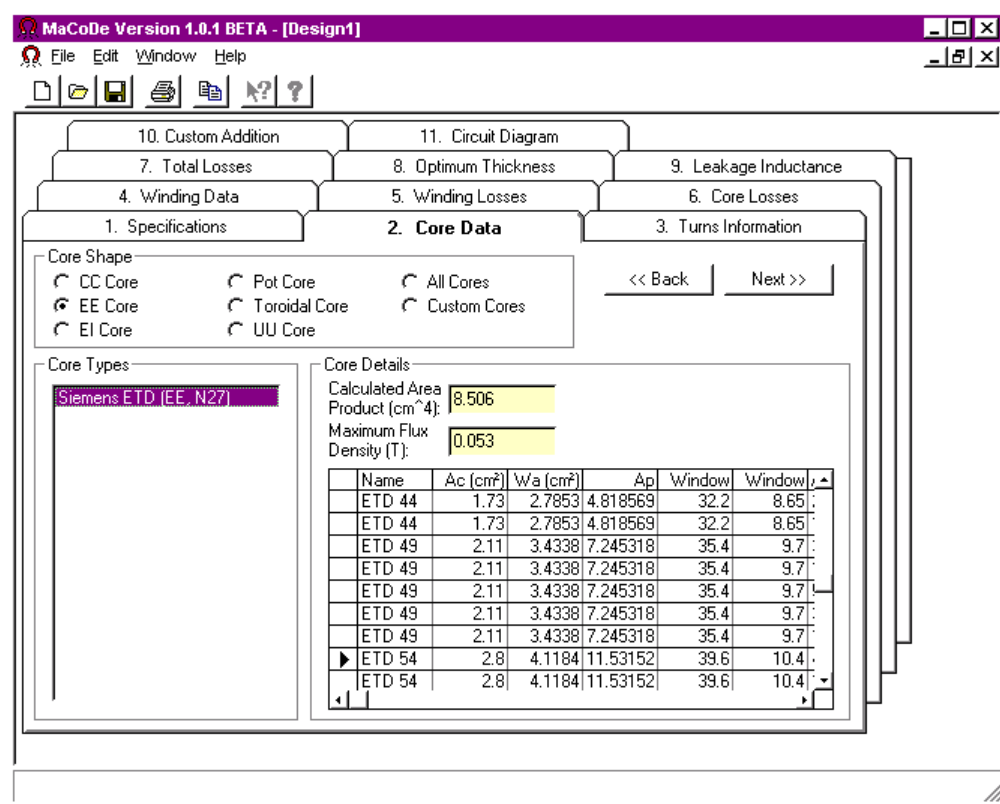 MaCoDe Version 1.0.1 BETA - [Design1]
File Edit Window Help
10. Custom Addition 11. Circuit Diagram
7. Total Losses 8. Optimum Thickness 9. Leakage Inductance
4. Winding Data 5. Winding Losses 6. Core Losses
1. Specifications 2. Core Data 3. Turns Information
Core Shape
CC Core Pot Core All Cores
EE Core Toroidal Core Custom Cores
EI Core UU Core
<< Back Next >>
Core Types
Siemens ETD (EE, N27)
Core Details
Calculated Area
Product (cm^4): 8.506
Maximum Flux
Density (T): 0.053
Name Ac (cm²) Wa (cm²) Ap Window Window
ETD 44 1.73 2.7853 4.818569 32.2 8.65
ETD 44 1.73 2.7853 4.818569 32.2 8.65
ETD 49 2.11 3.4338 7.245318 35.4 9.7
ETD 49 2.11 3.4338 7.245318 35.4 9.7
ETD 49 2.11 3.4338 7.245318 35.4 9.7
ETD 49 2.11 3.4338 7.245318 35.4 9.7
ETD 49 2.11 3.4338 7.245318 35.4 9.7
ETD 54 2.8 4.1184 11.53152 39.6 10.4
ETD 54 2.8 4.1184 11.53152 39.6 10.4